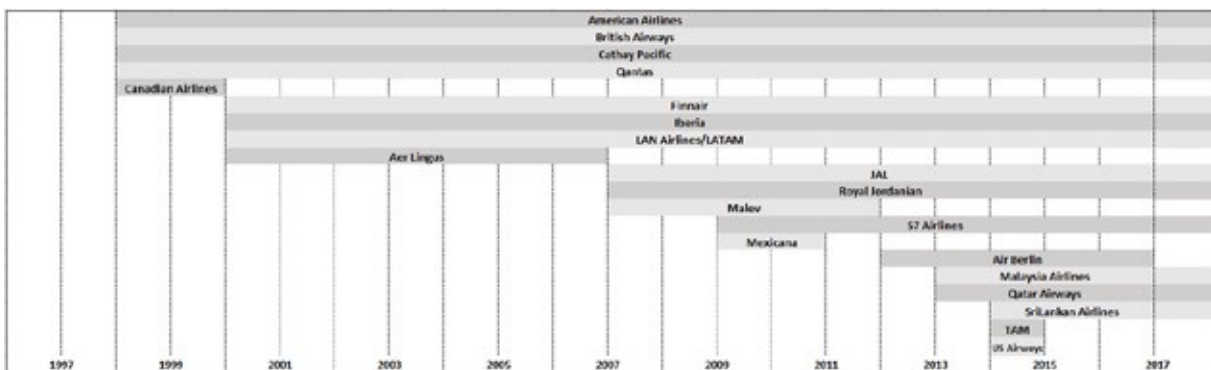 American Airlines
British Airways
Cathay Pacific
Qantas
Canadian Airlines
Finnair
Iberia
LAN Airlines/LATAM
Aer Lingus
JAL
Royal Jordanian
Malev
S7 Airlines
Mexicana
Air Berlin
Malaysia Airlines
Qatar Airways
SriLankan Airlines
TAM
US Airways
1997 1999 2001 2003 2005 2007 2009 2011 2013 2015 2017